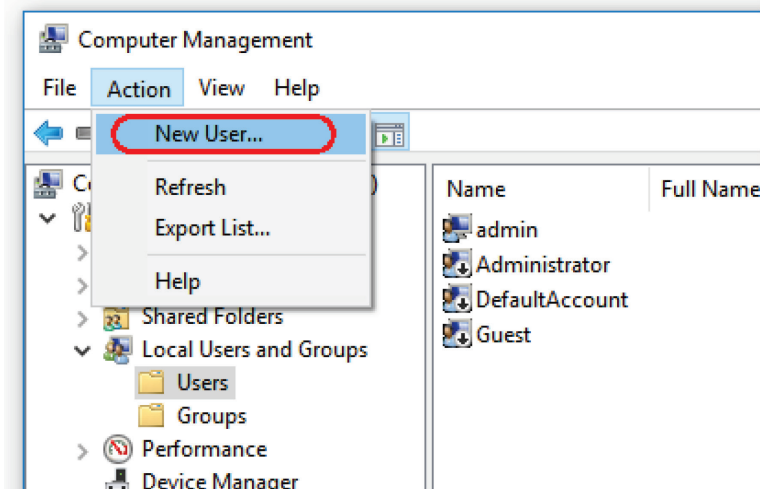 Computer Management
File Action View Help
New User...
Refresh
Export List...
Help
Shared Folders
Local Users and Groups
Users
Groups
Performance
Device Manager
Name Full Name
admin
Administrator
DefaultAccount
Guest